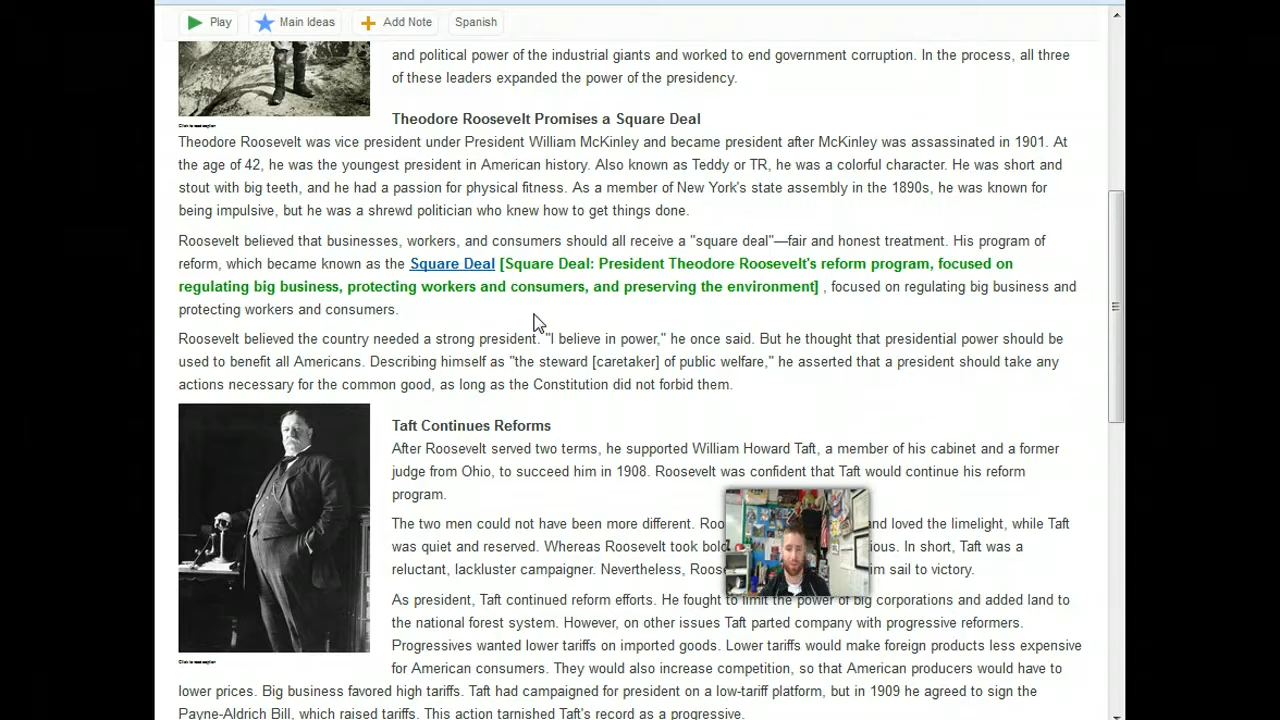 Play Main Ideas Add Note Spanish
and political power of the industrial giants and worked to end government corruption. In the process, all three
of these leaders expanded the power of the presidency.
Theodore Roosevelt Promises a Square Deal
Theodore Roosevelt was vice president under President William McKinley and became president after McKinley was assassinated in 1901. At
the age of 42, he was the youngest president in American history. Also known as Teddy or TR, he was a colorful character. He was short and
stout with big teeth, and he had a passion for physical fitness. As a member of New York's state assembly in the 1890s, he was known for
being impulsive, but he was a shrewd politician who knew how to get things done.
Roosevelt believed that businesses, workers, and consumers should all receive a "square deal"—fair and honest treatment. His program of
reform, which became known as the Square Deal [Square Deal: President Theodore Roosevelt's reform program, focused on
regulating big business, protecting workers and consumers, and preserving the environment] , focused on regulating big business and
protecting workers and consumers.
Roosevelt believed the country needed a strong president. "I believe in power," he once said. But he thought that presidential power should be
used to benefit all Americans. Describing himself as "the steward [caretaker] of public welfare," he asserted that a president should take any
actions necessary for the common good, as long as the Constitution did not forbid them.
Taft Continues Reforms
After Roosevelt served two terms, he supported William Howard Taft, a member of his cabinet and a former
judge from Ohio, to succeed him in 1908. Roosevelt was confident that Taft would continue his reform
program.
The two men could not have been more different. Roo and loved the limelight, while Taft
was quiet and reserved. Whereas Roosevelt took bold ious. In short, Taft was a
reluctant, lackluster campaigner. Nevertheless, Roose im sail to victory.
As president, Taft continued reform efforts. He fought to limit the power of big corporations and added land to
the national forest system. However, on other issues Taft parted company with progressive reformers.
Progressives wanted lower tariffs on imported goods. Lower tariffs would make foreign products less expensive
for American consumers. They would also increase competition, so that American producers would have to
lower prices. Big business favored high tariffs. Taft had campaigned for president on a low-tariff platform, but in 1909 he agreed to sign the
Payne-Aldrich Bill, which raised tariffs. This action tarnished Taft's record as a progressive.